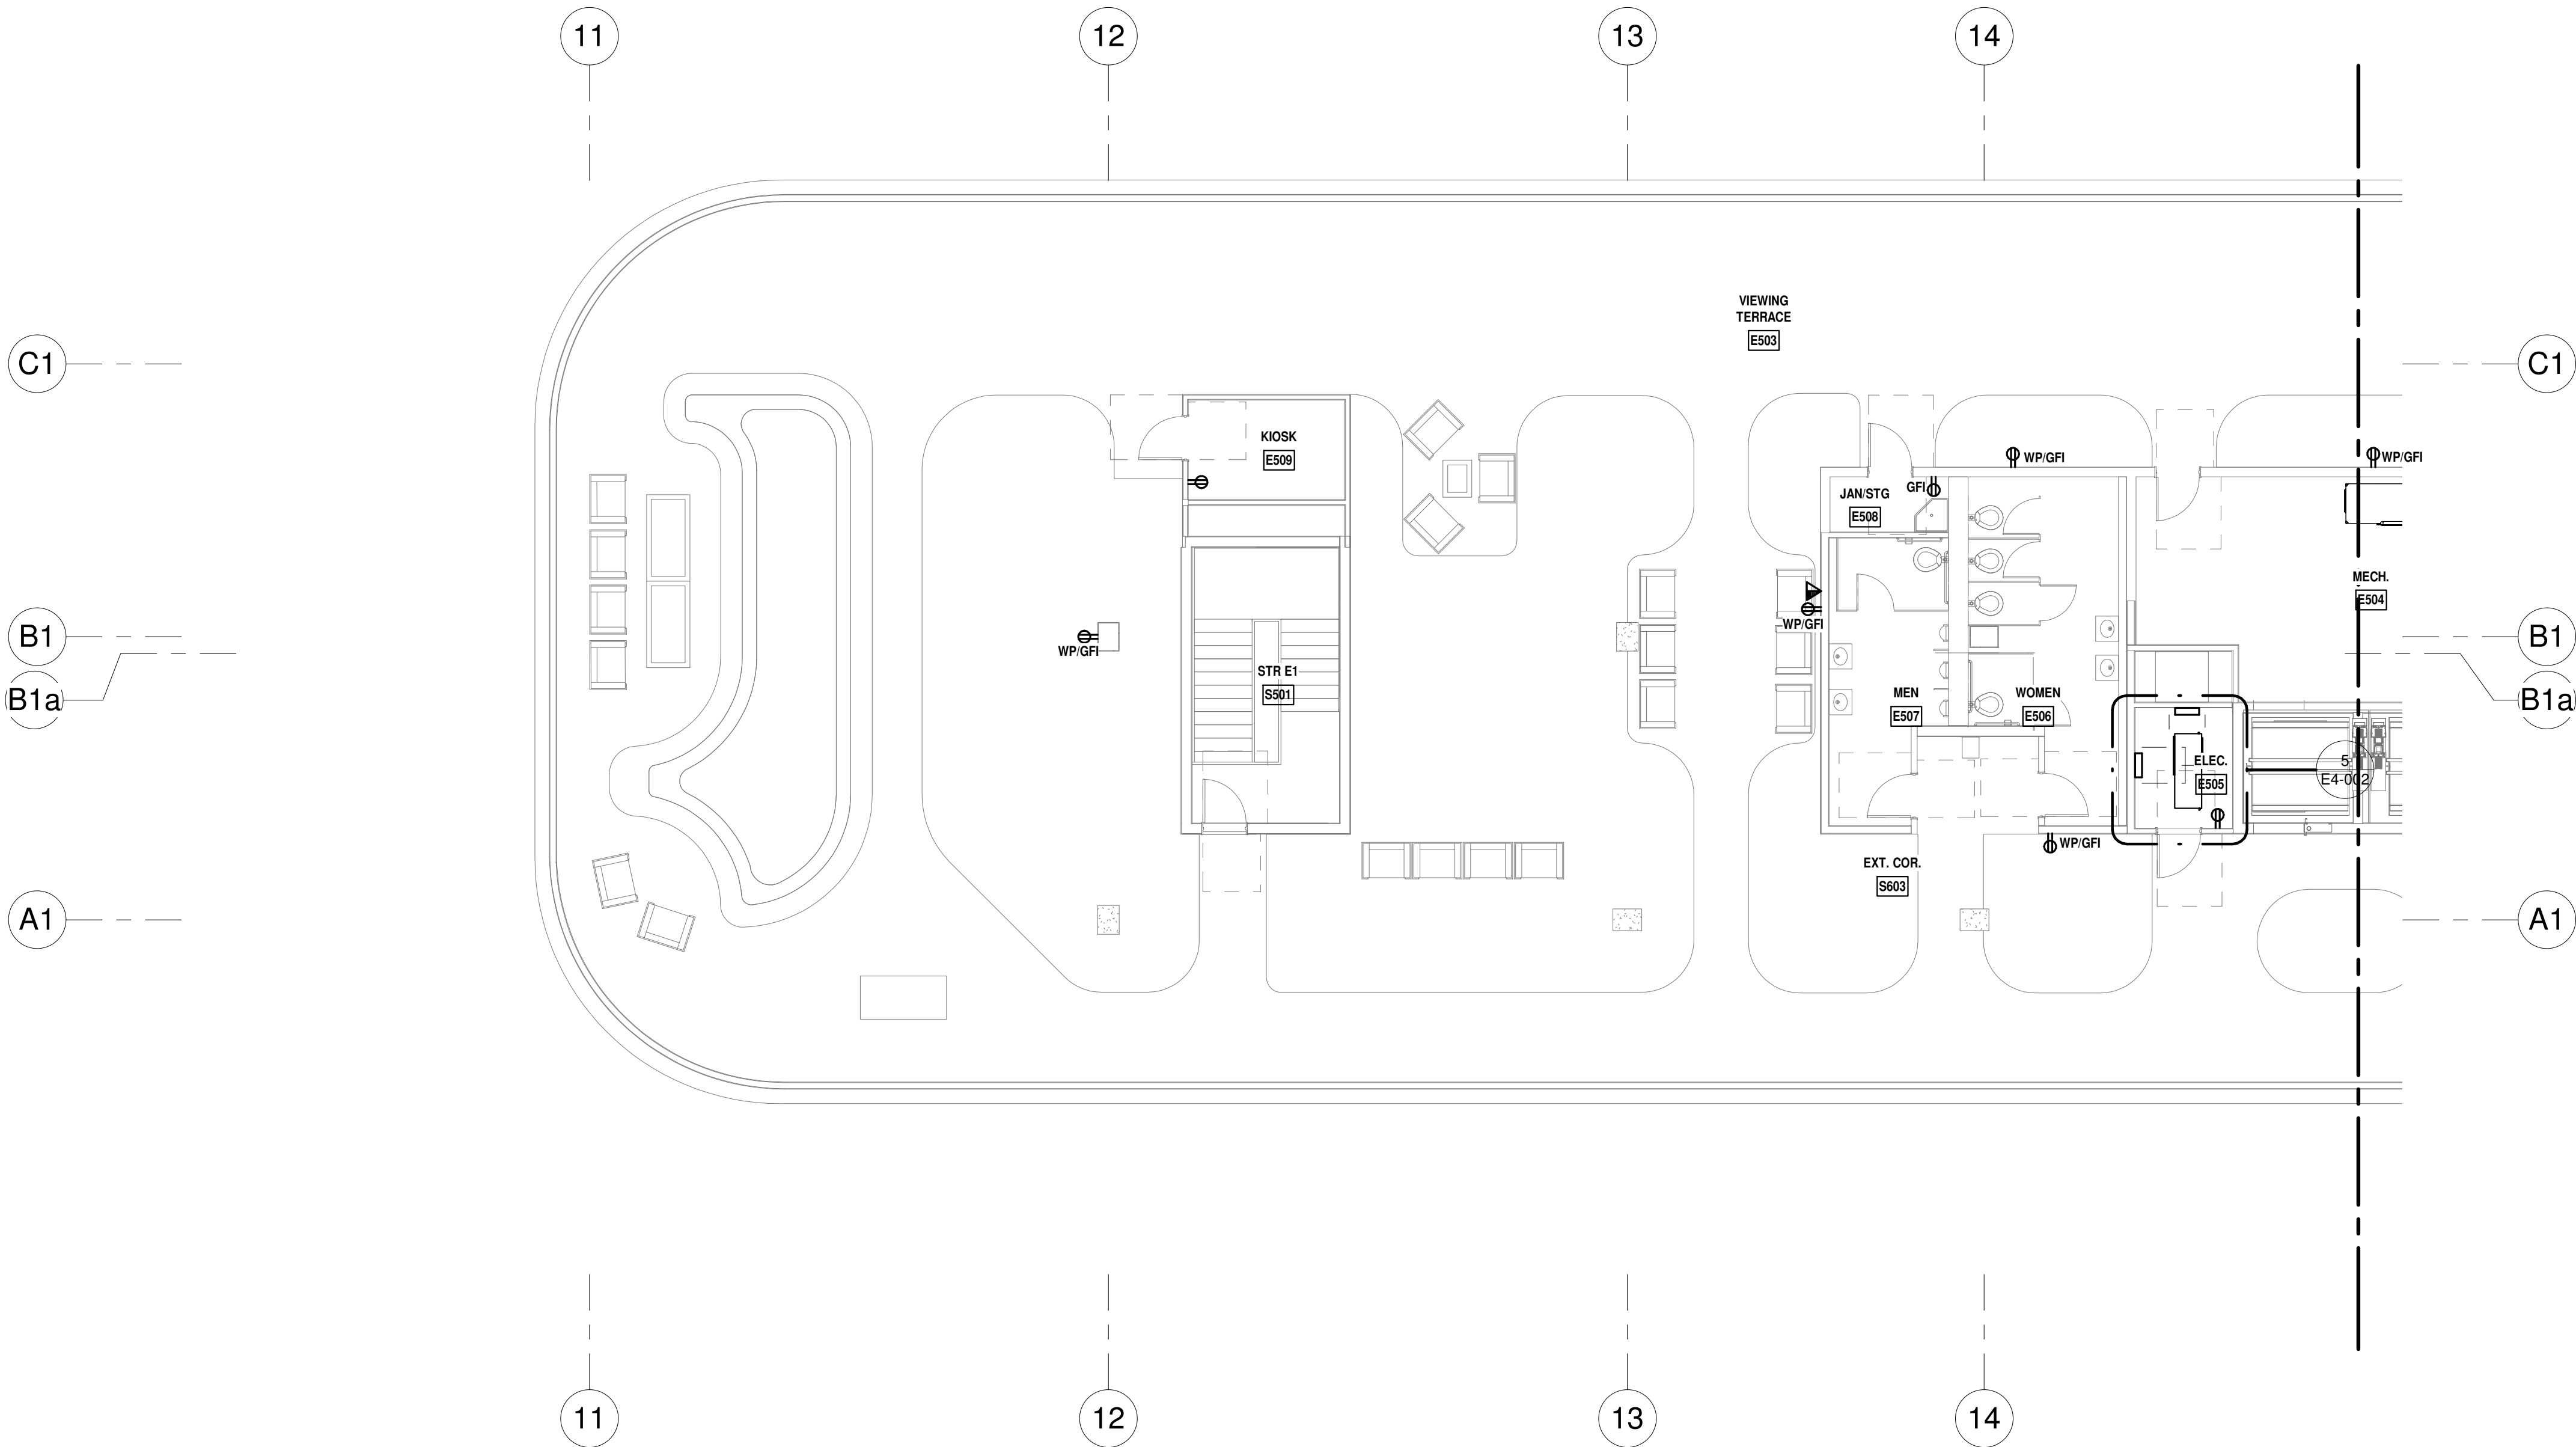 11
12
13
14
VIEWING
TERRACE
E503
C1
C1
KIOSK
E509
WP/GFI
WP/GFI
GFI
JAN/STG
E508
MECH.
E504
WP/GFI
B1
B1
WP/GFI
B1a
B1a
STR E1
S501
MEN
E507
WOMEN
E506
ELEC.
E505
5
E4-002
WP/GFI
EXT. COR.
S603
A1
A1
11
12
13
14